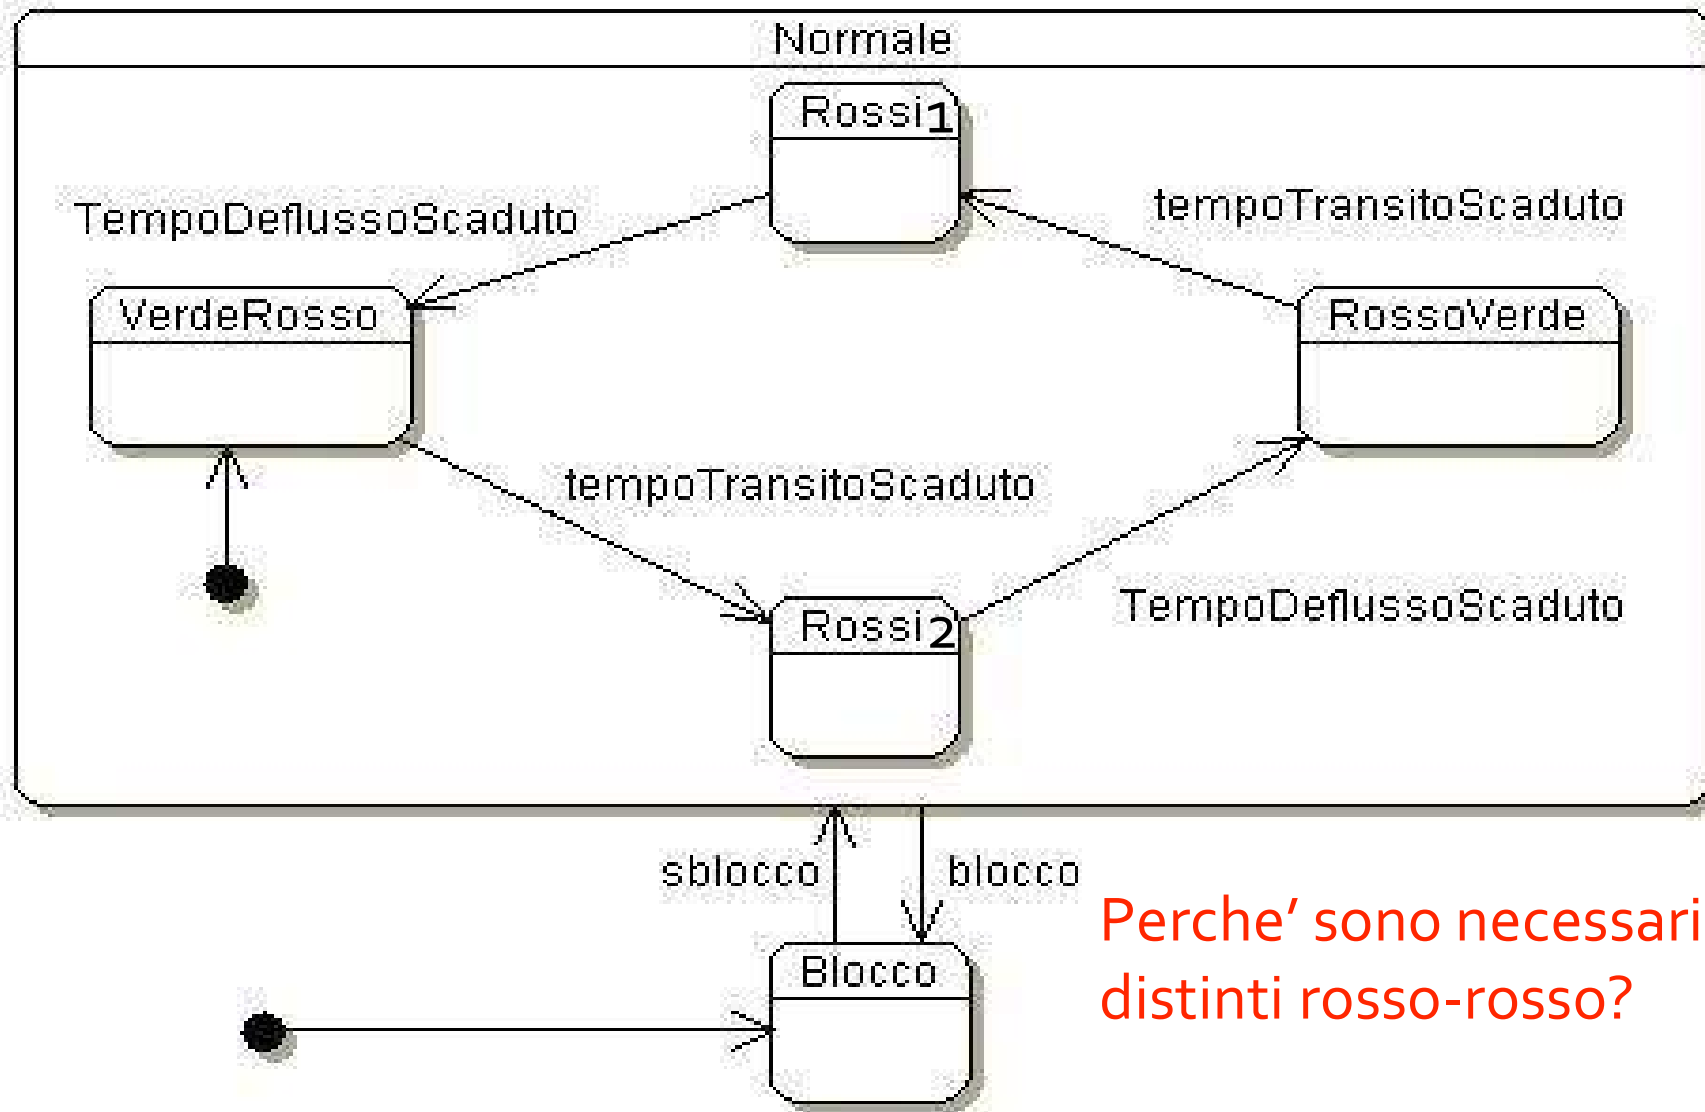 Normale
Rossi1
TempoDeflussoScaduto
tempoTransitoScaduto
VerdeRosso
RossoVerde
tempoTransitoScaduto
TempoDeflussoScaduto
Rossi2
sblocco
blocco
Blocco
Perche’ sono necessari
distinti rosso-rosso?